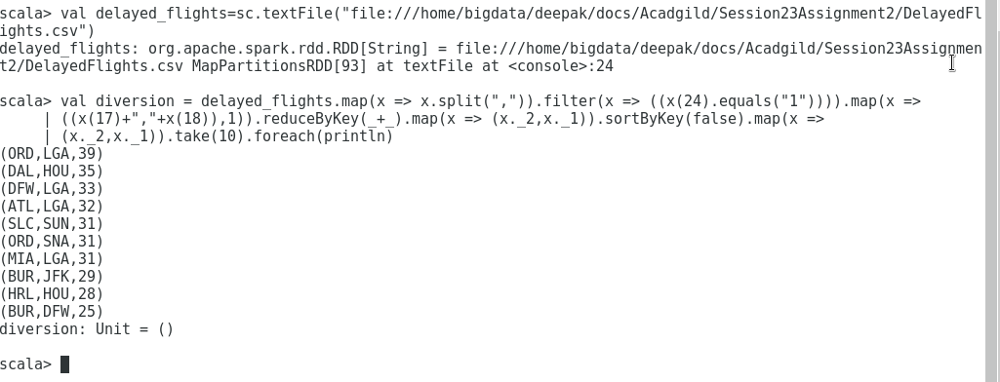 scala> val delayed_flights=sc.textFile("file:///home/bigdata/deepak/docs/Acadgild/Session23Assignment2/DelayedFl
ights.csv")
delayed_flights: org.apache.spark.rdd.RDD[String] = file:///home/bigdata/deepak/docs/Acadgild/Session23Assignmen
t2/DelayedFlights.csv MapPartitionsRDD[93] at textFile at <console>:24
scala> val diversion = delayed_flights.map(x => x.split(",")).filter(x => ((x(24).equals("1")))).map(x =>
| ((x(17)+","+x(18)),1)).reduceByKey(_+_).map(x => (x._2,x._1)).sortByKey(false).map(x =>
| (x._2,x._1)).take(10).foreach(println)
(ORD,LGA,39)
(DAL,HOU,35)
(DFW,LGA,33)
(ATL,LGA,32)
(SLC,SUN,31)
(ORD,SNA,31)
(MIA,LGA,31)
(BUR,JFK,29)
(HRL,HOU,28)
(BUR,DFW,25)
diversion: Unit = ()
scala>